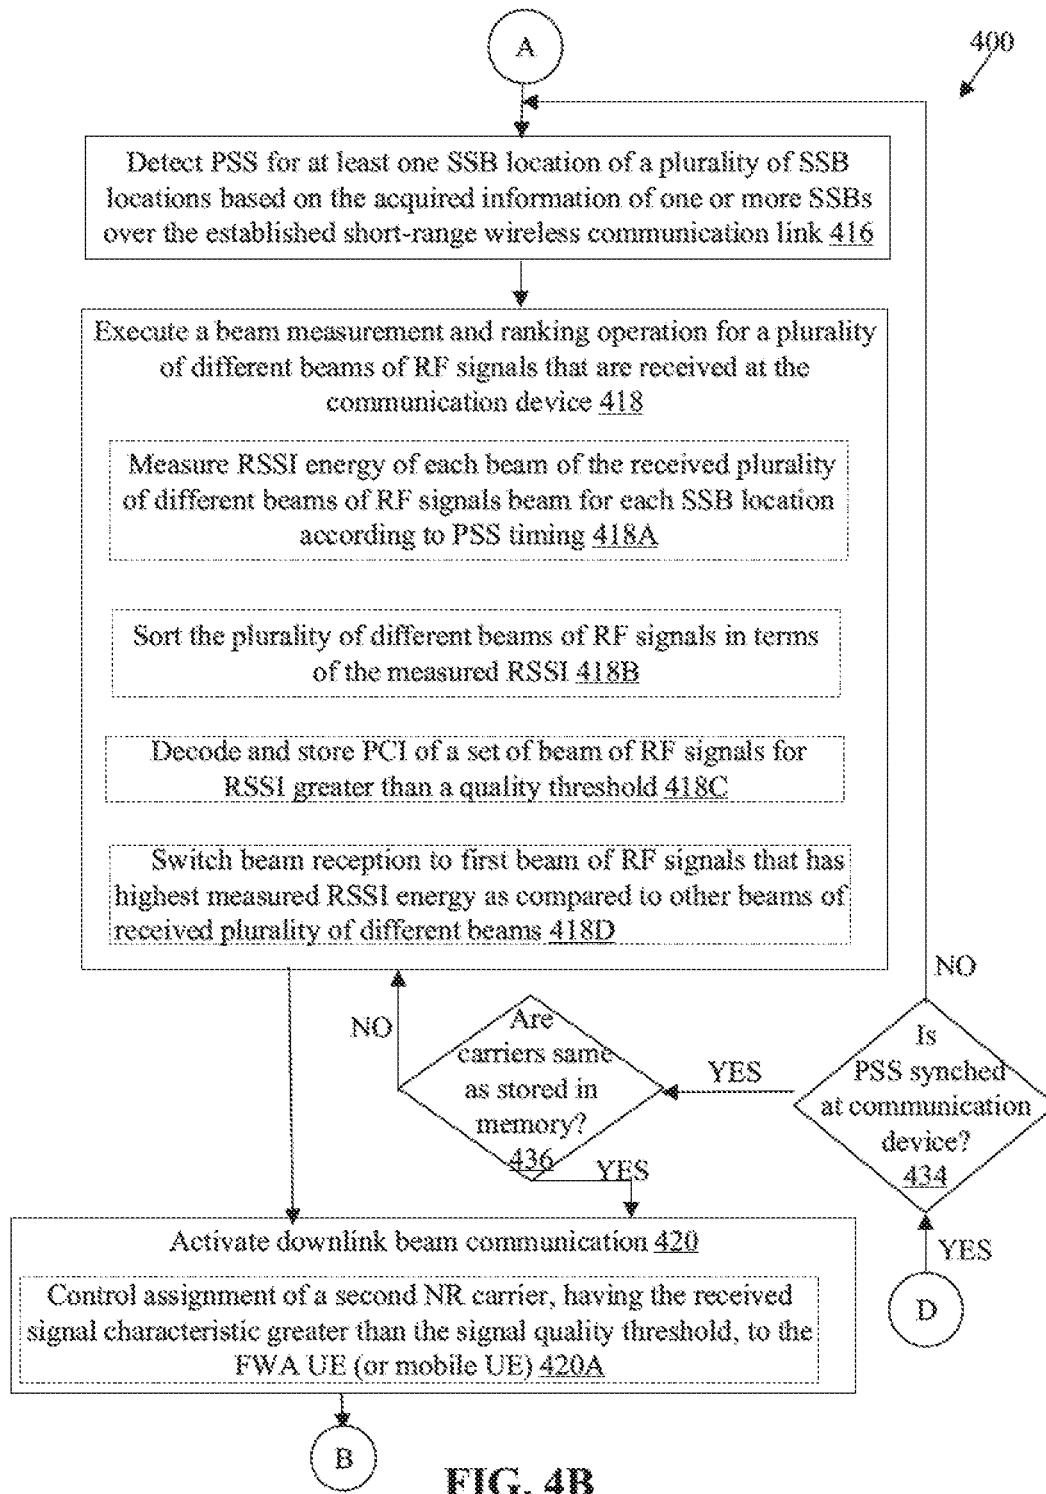 A
400
Detect PSS for at least one SSB location of a plurality of SSB
locations based on the acquired information of one or more SSBs
over the established short-range wireless communication link 416
Execute a beam measurement and ranking operation for a plurality
of different beams of RF signals that are received at the
communication device 418
Measure RSSI energy of each beam of the received plurality
of different beams of RF signals beam for each SSB location
according to PSS timing 418A
Sort the plurality of different beams of RF signals in terms
of the measured RSSI 418B
Decode and store PCI of a set of beam of RF signals for
RSSI greater than a quality threshold 418C
Switch beam reception to first beam of RF signals that has
highest measured RSSI energy as compared to other beams of
received plurality of different beams 418D
NO
NO
Are
carriers same
as stored in
memory?
436
YES
YES
Is
PSS synched
at communication
device?
434
YES
D
Activate downlink beam communication 420
Control assignment of a second NR carrier, having the received
signal characteristic greater than the signal quality threshold, to the
FWA UE (or mobile UE) 420A
B
FIG. 4B